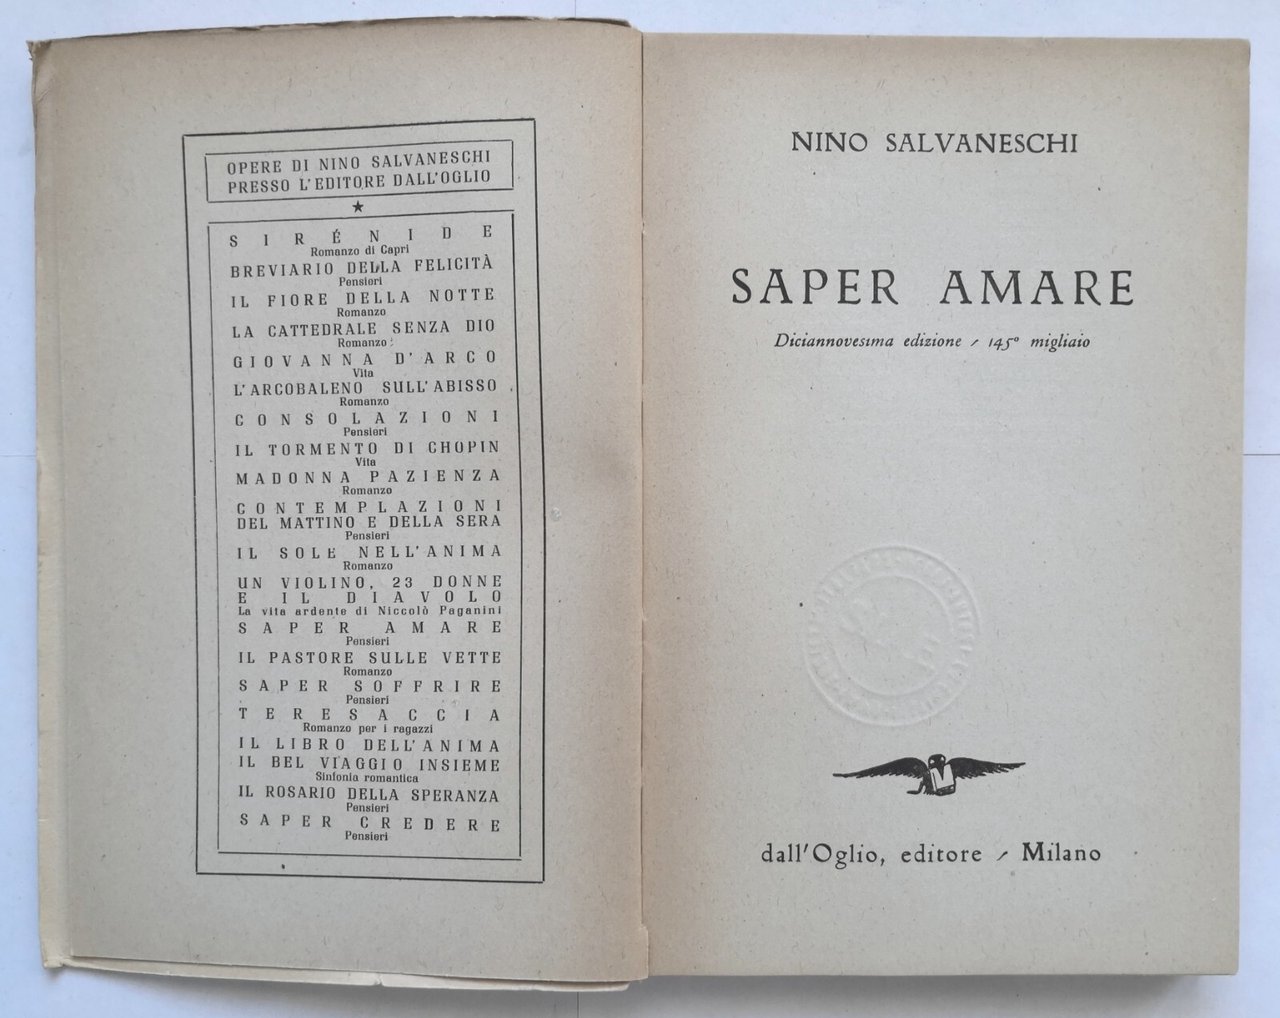 OPERE DI NINO SALVANESCHI
PRESSO L'EDITORE DALL'OGLIO
SIRÉNIDE
Romanzo di Capri
BREVIARIO DELLA FELICITÀ
Pensieri
IL FIORE DELLA NOTTE
Romanzo
LA CATTEDRALE SENZA DIO
Romanzo
GIOVANNA D'ARCO
Vita
L'ARCOBALENO SULL'ABISSO
Romanzo
CONSOLAZIONI
Pensieri
IL TORMENTO DI CHOPIN
Vita
MADONNA PAZIENZA
Romanzo
CONTEMPLAZIONI
DEL MATTINO E DELLA SERA
Pensieri
IL SOLE NELL'ANIMA
Romanzo
UN VIOLINO, 23 DONNE
E IL DIAVOLO
La vita ardente di Niccolò Paganini
SAPER AMARE
Pensieri
IL PASTORE SULLE VETTE
Romanzo
SAPER SOFFRIRE
Pensieri
TERESACCIA
Romanzo per i ragazzi
IL LIBRO DELL'ANIMA
IL BEL VIAGGIO INSIEME
Sinfonia romantica
IL ROSARIO DELLA SPERANZA
Pensieri
SAPER CREDERE
Pensieri
NINO SALVANESCHI
SAPER AMARE
Diciannovesima edizione / 145° migliaio
dall'Oglio, editore / Milano